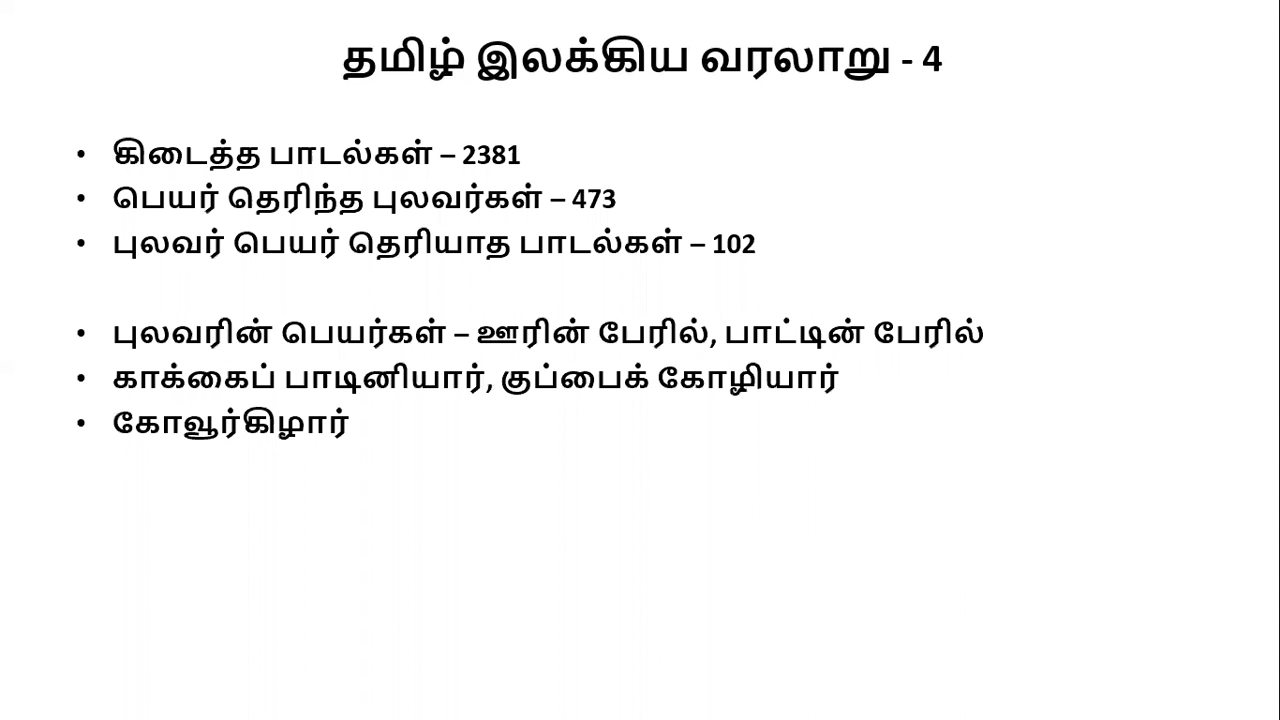 தமிழ் இலக்கிய வரலாறு - 4
• கிடைத்த பாடல்கள் – 2381
• பெயர் தெரிந்த புலவர்கள் – 473
• புலவர் பெயர் தெரியாத பாடல்கள் – 102
• புலவரின் பெயர்கள் – ஊரின் பேரில், பாட்டின் பேரில்
• காக்கைப் பாடினியார், குப்பைக் கோழியார்
• கோவூர்கிழார்